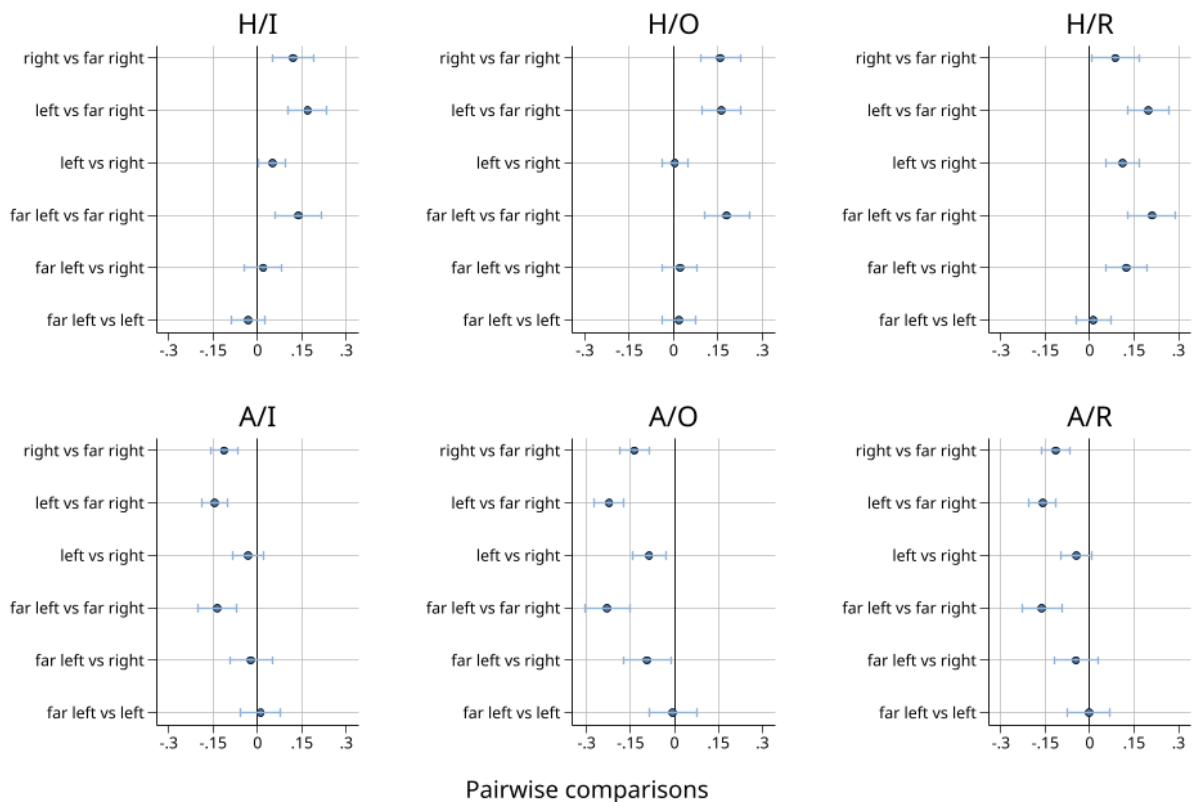 H/I
right vs far right
left vs far right
left vs right
far left vs far right
far left vs right
far left vs left
-.3 -.15 0 .15 .3
H/O
right vs far right
left vs far right
left vs right
far left vs far right
far left vs right
far left vs left
-.3 -.15 0 .15 .3
H/R
right vs far right
left vs far right
left vs right
far left vs far right
far left vs right
far left vs left
-.3 -.15 0 .15 .3
A/I
right vs far right
left vs far right
left vs right
far left vs far right
far left vs right
far left vs left
-.3 -.15 0 .15 .3
A/O
right vs far right
left vs far right
left vs right
far left vs far right
far left vs right
far left vs left
-.3 -.15 0 .15 .3
A/R
right vs far right
left vs far right
left vs right
far left vs far right
far left vs right
far left vs left
-.3 -.15 0 .15 .3
Pairwise comparisons